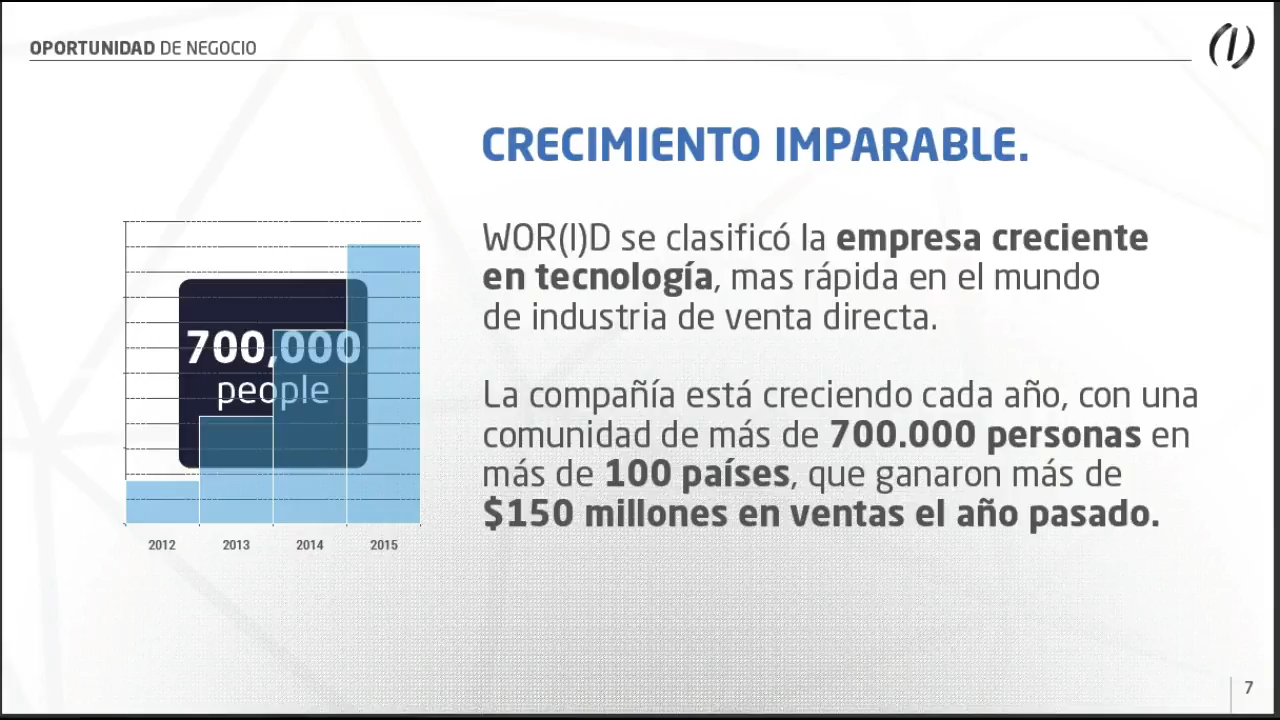 OPORTUNIDAD DE NEGOCIO
CRECIMIENTO IMPARABLE.
WOR(I)D se clasificó la empresa creciente
en tecnología, mas rápida en el mundo
de industria de venta directa.
La compañía está creciendo cada año, con una
comunidad de más de 700.000 personas en
más de 100 países, que ganaron más de
$150 millones en ventas el año pasado.
700,000
people
2012 2013 2014 2015
7